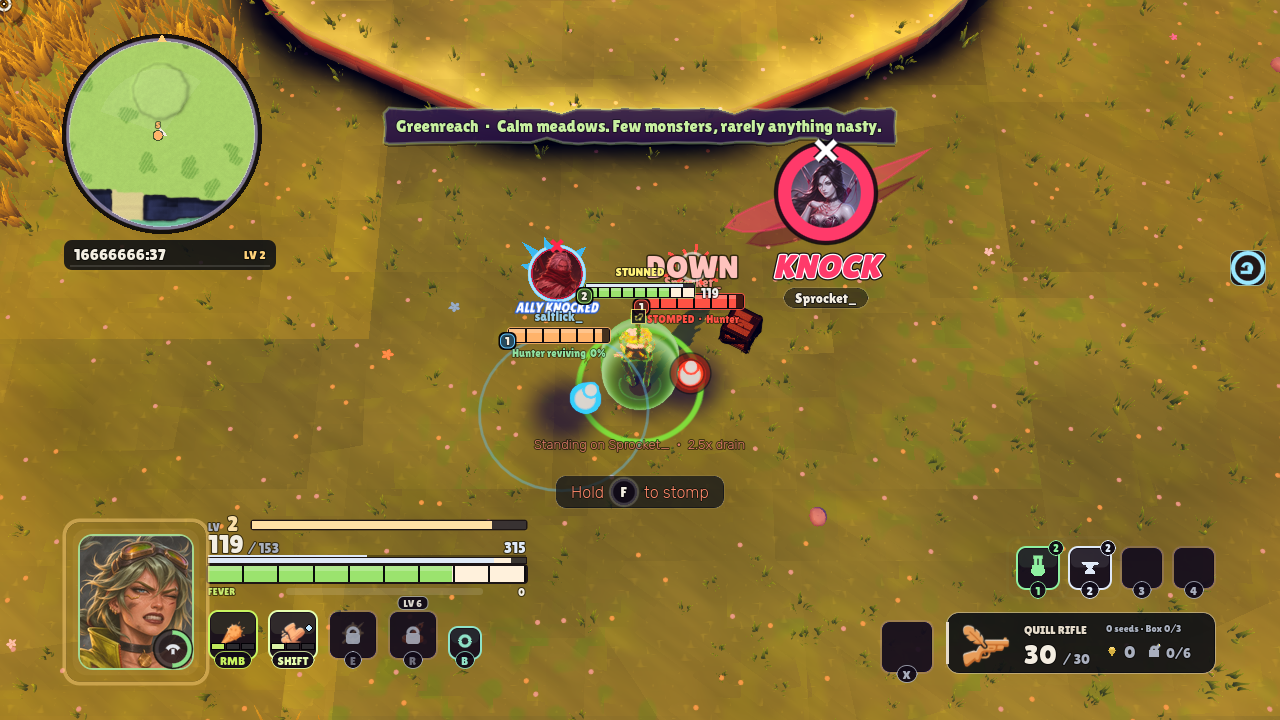 Greenreach · Calm meadows. Few monsters, rarely anything nasty.
16666666:37
LV 2
KNOCK
Sprocket_
STUNNED
DOWN
2
119
1
STOMPED · Hunter
ALLY KNOCKED
saltlick_
1
Hunter reviving 0%
Standing on Sprocket_ · 2.5x drain
Hold F to stomp
LV 2
119 / 153
315
FEVER
0
LV 6
RMB
SHIFT
E
R
B
2
2
1
2
3
4
X
QUILL RIFLE
0 seeds · Box 0/3
30 / 30
0
0/6